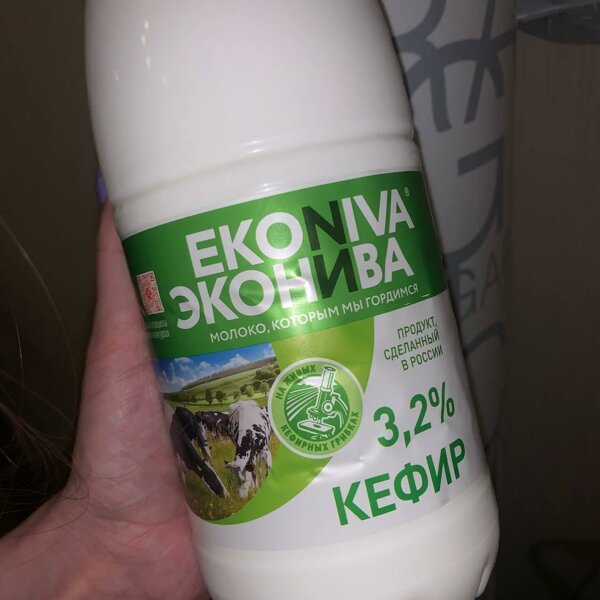 EKONIVA®
ЭКОНИВА
МОЛОКО, КОТОРЫМ МЫ ГОРДИМСЯ
ПРОДУКТ,
СДЕЛАННЫЙ
В РОССИИ
НА ЖИВЫХ
КЕФИРНЫХ ГРИБКАХ
3,2%
КЕФИР